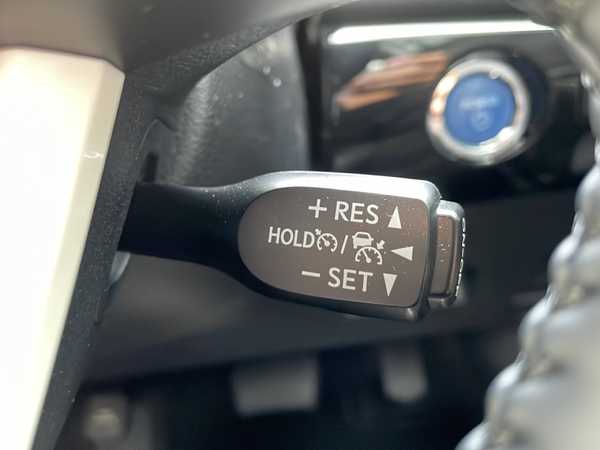 + RES
HOLD /
− SET